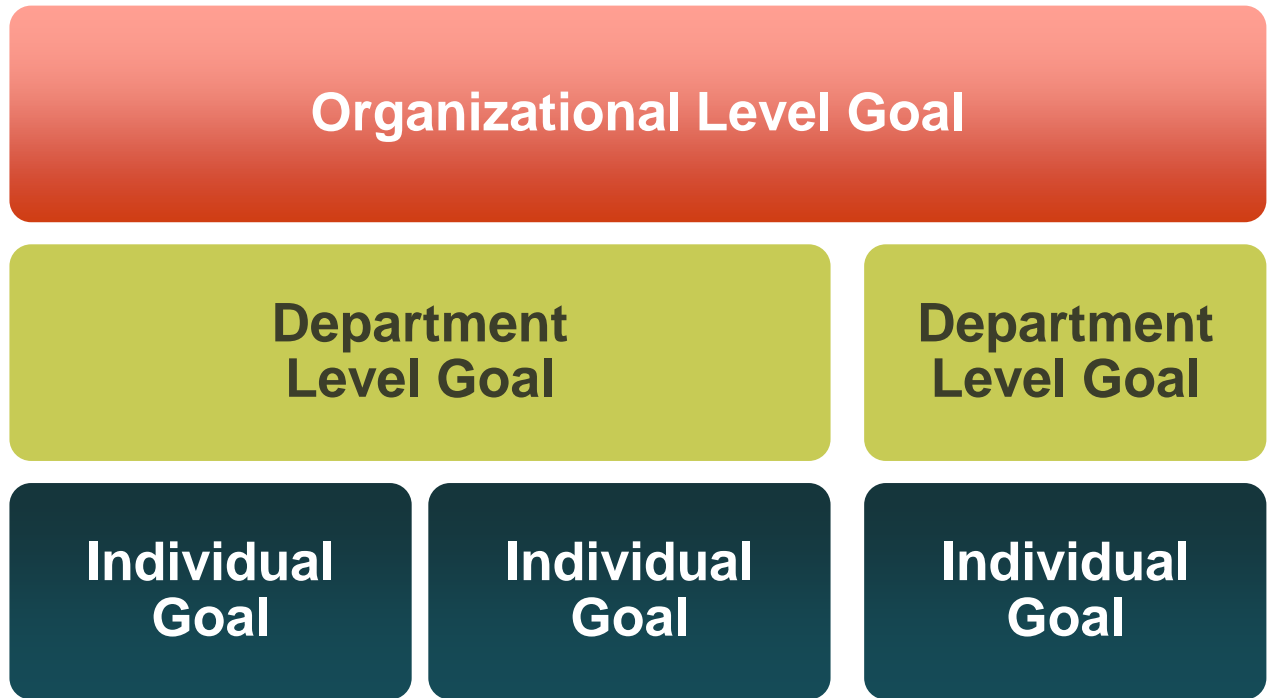 Organizational Level Goal
Department
Level Goal
Department
Level Goal
Individual
Goal
Individual
Goal
Individual
Goal